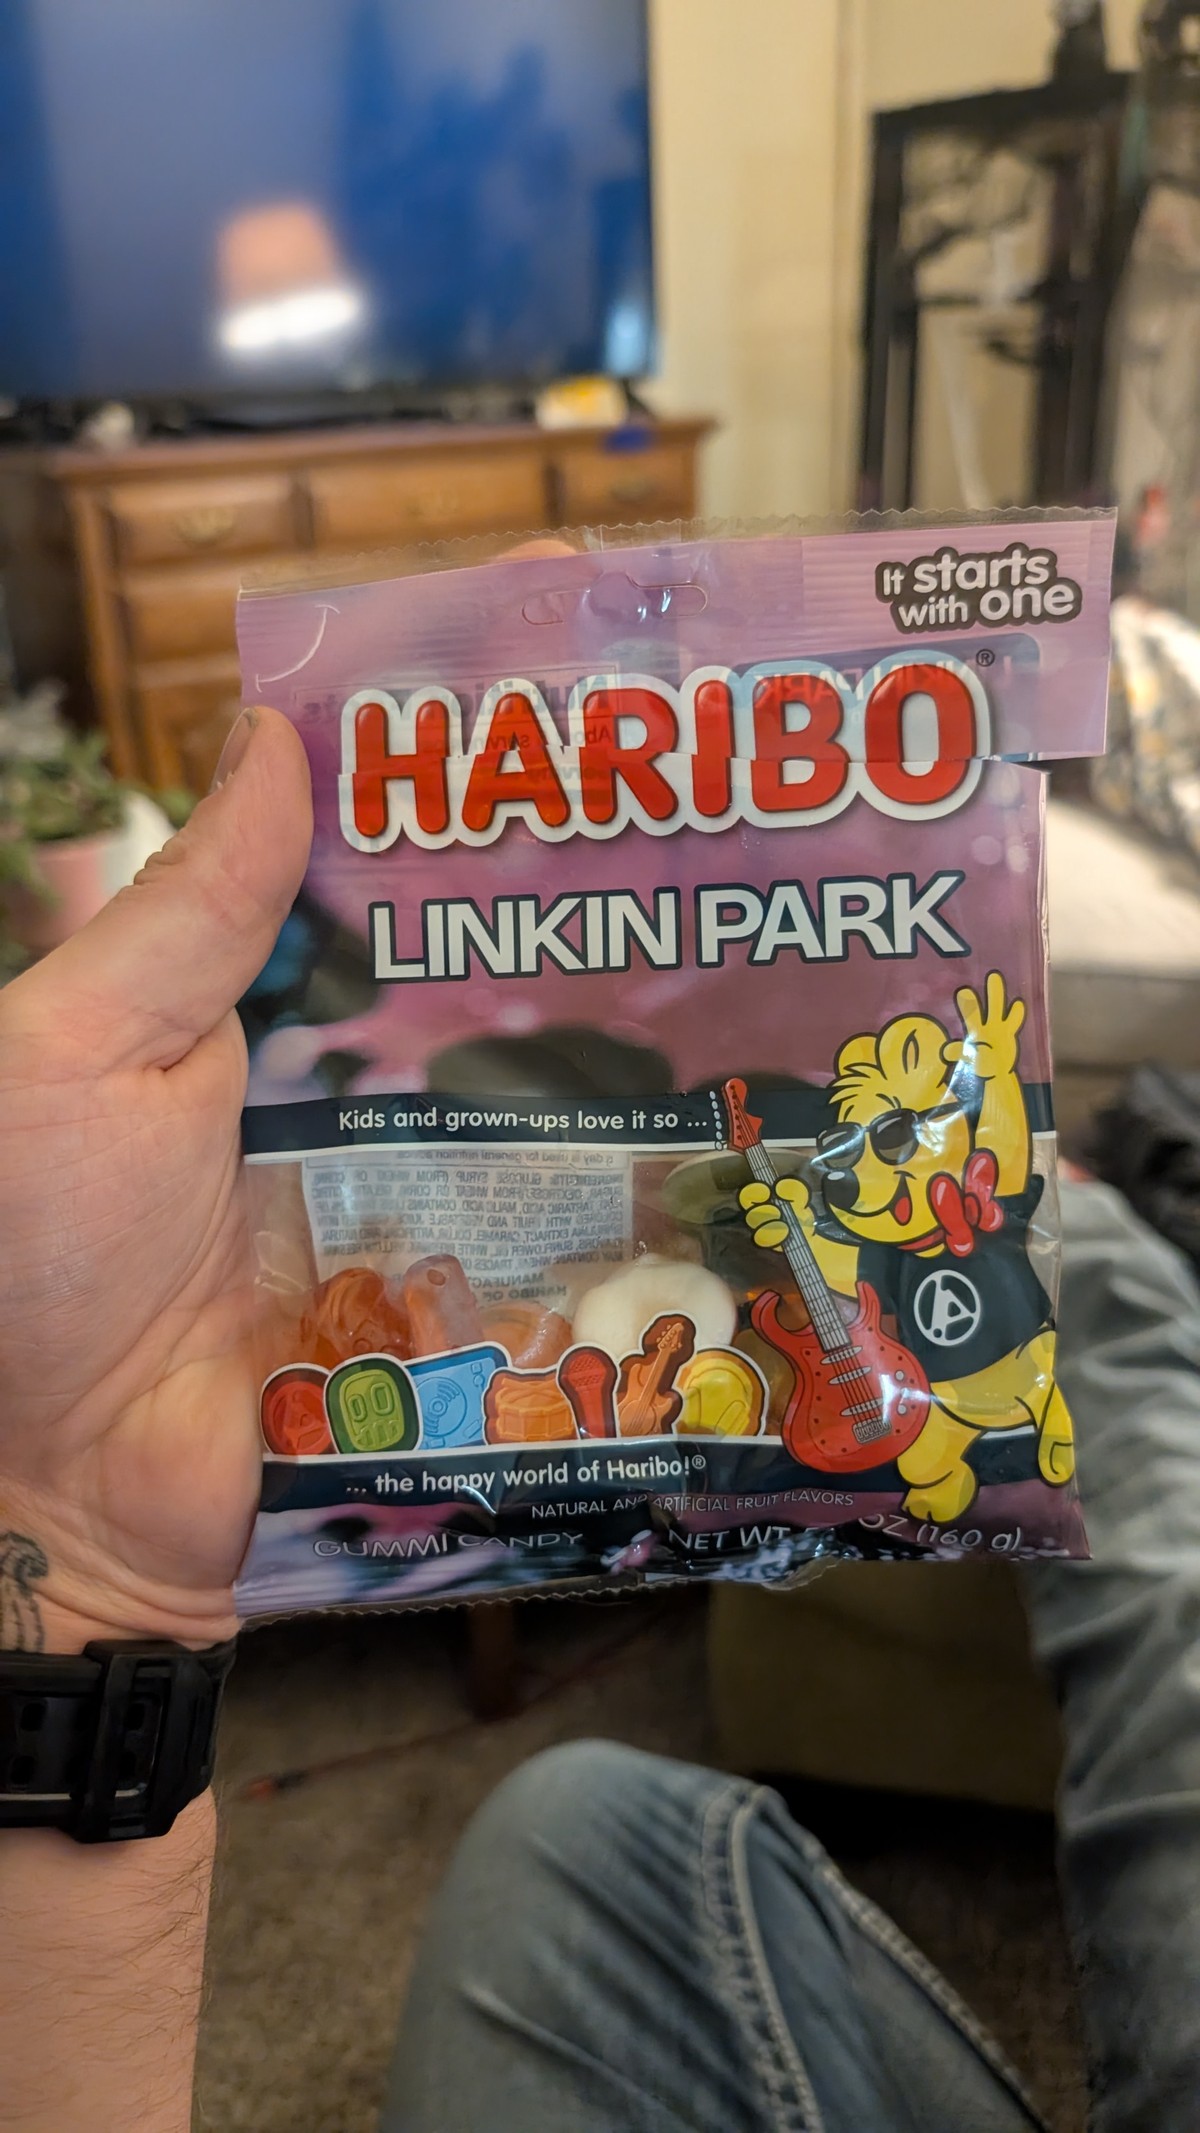 It starts
with one
HARIBO®
LINKIN PARK
Kids and grown-ups love it so ...
... the happy world of Haribo!®
NATURAL AND ARTIFICIAL FRUIT FLAVORS
GUMMI CANDY NET WT OZ (160 g)